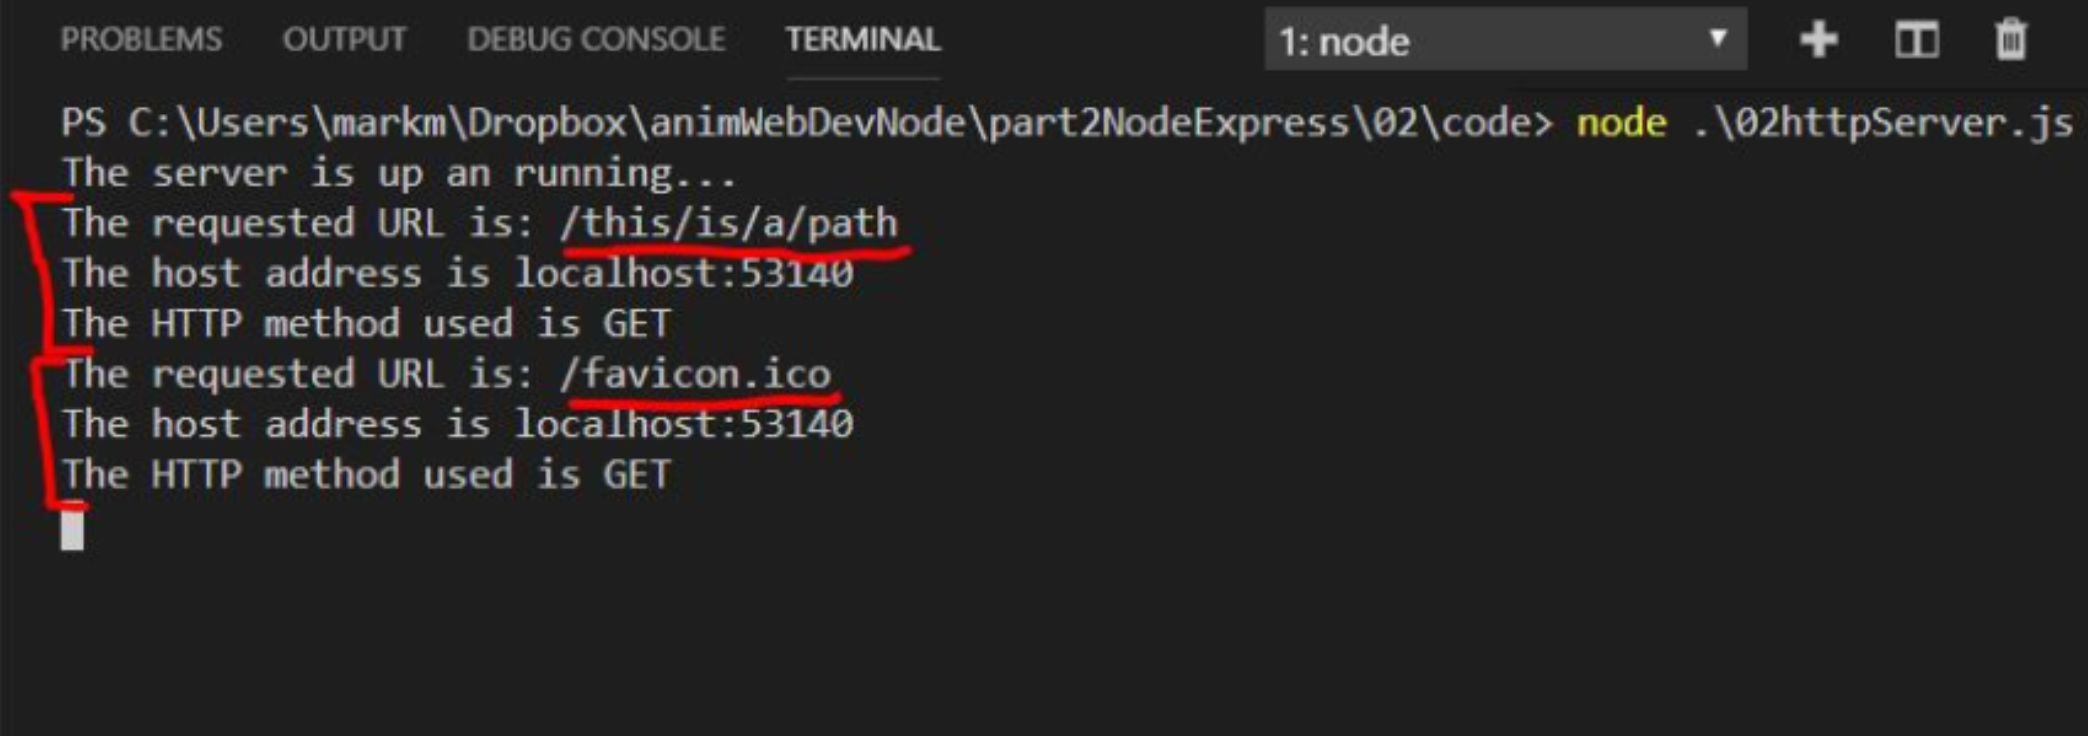 PROBLEMS OUTPUT DEBUG CONSOLE TERMINAL 1: node
PS C:\Users\markm\Dropbox\animWebDevNode\part2NodeExpress\02\code> node .\02httpServer.js
The server is up an running...
The requested URL is: /this/is/a/path
The host address is localhost:53140
The HTTP method used is GET
The requested URL is: /favicon.ico
The host address is localhost:53140
The HTTP method used is GET